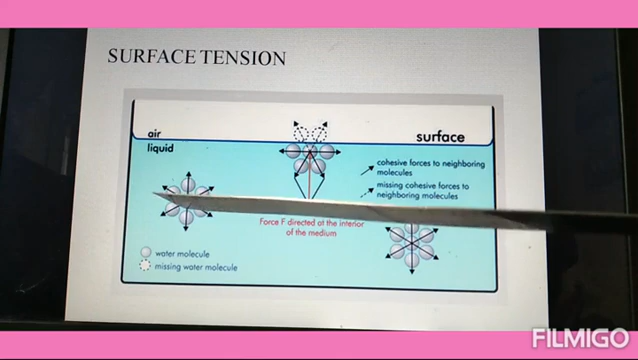 SURFACE TENSION
air
surface
liquid
cohesive forces to neighboring
molecules
missing cohesive forces to
neighboring molecules
Force F directed at the interior
of the medium
water molecule
missing water molecule
FILMIGO